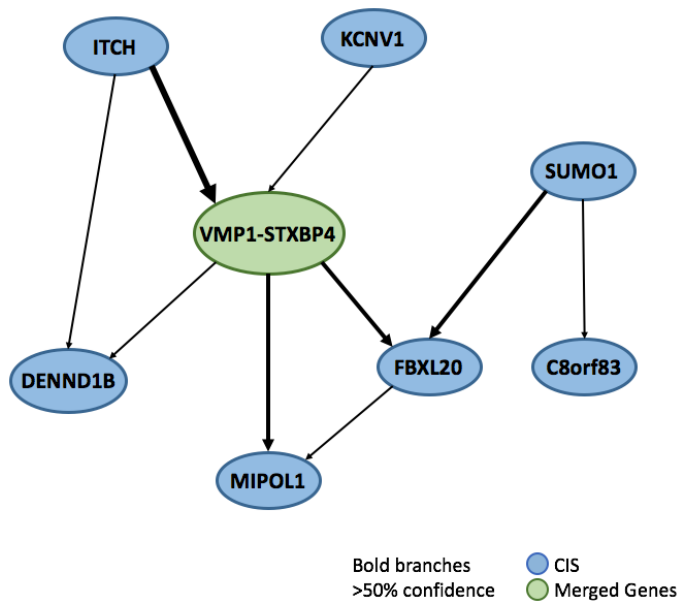 ITCH
KCNV1
SUMO1
VMP1-STXBP4
DENND1B
FBXL20
C8orf83
MIPOL1
Bold branches
>50% confidence
CIS
Merged Genes